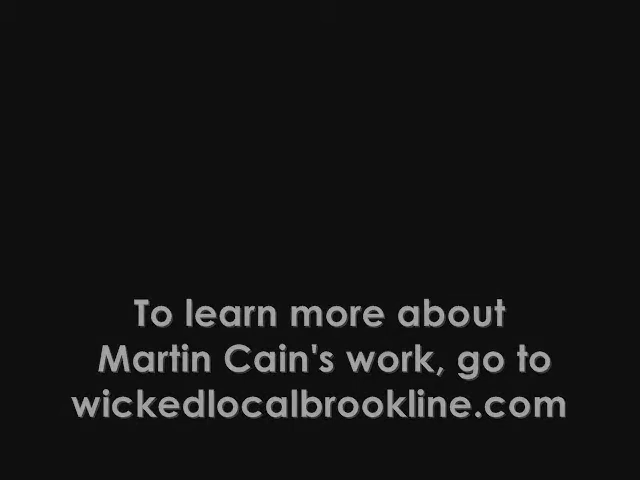 To learn more about
Martin Cain's work, go to
wickedlocalbrookline.com